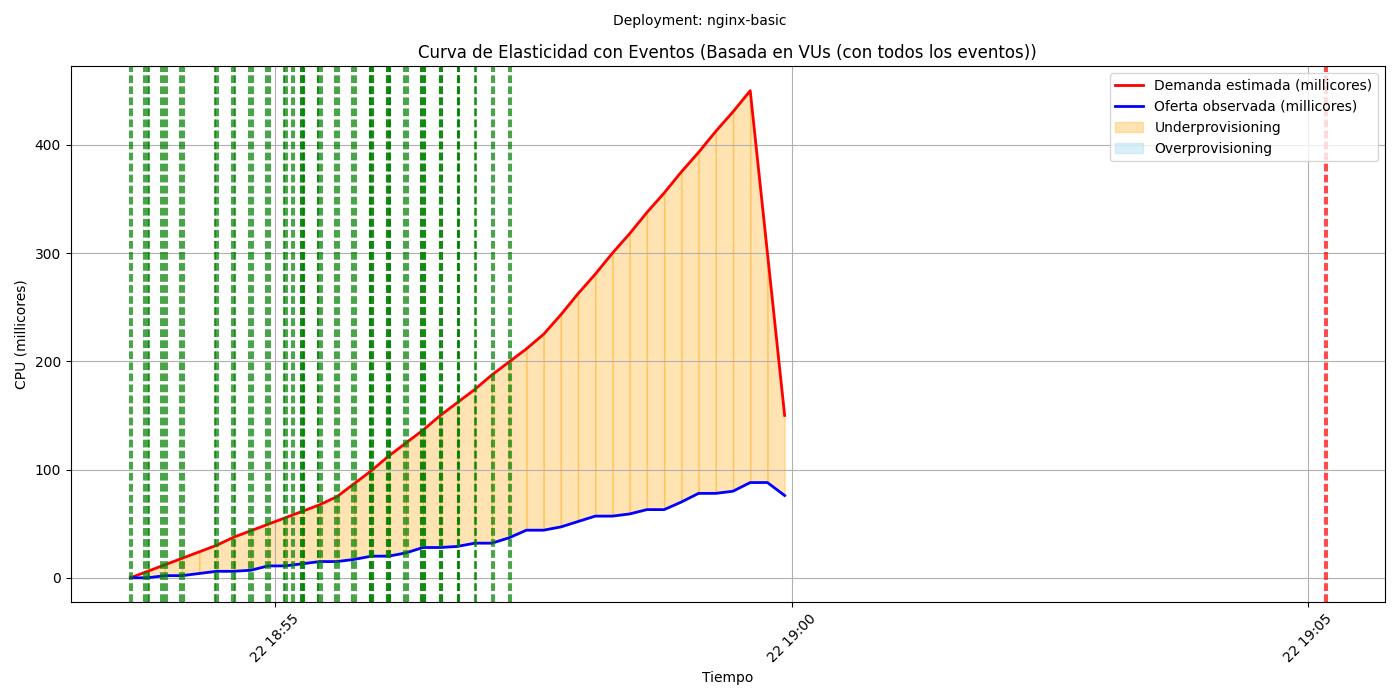 Deployment: nginx-basic
Curva de Elasticidad con Eventos (Basada en VUs (con todos los eventos))
Demanda estimada (millicores)
Oferta observada (millicores)
Underprovisioning
Overprovisioning
CPU (millicores)
400
300
200
100
0
22 18:55
22 19:00
22 19:05
Tiempo